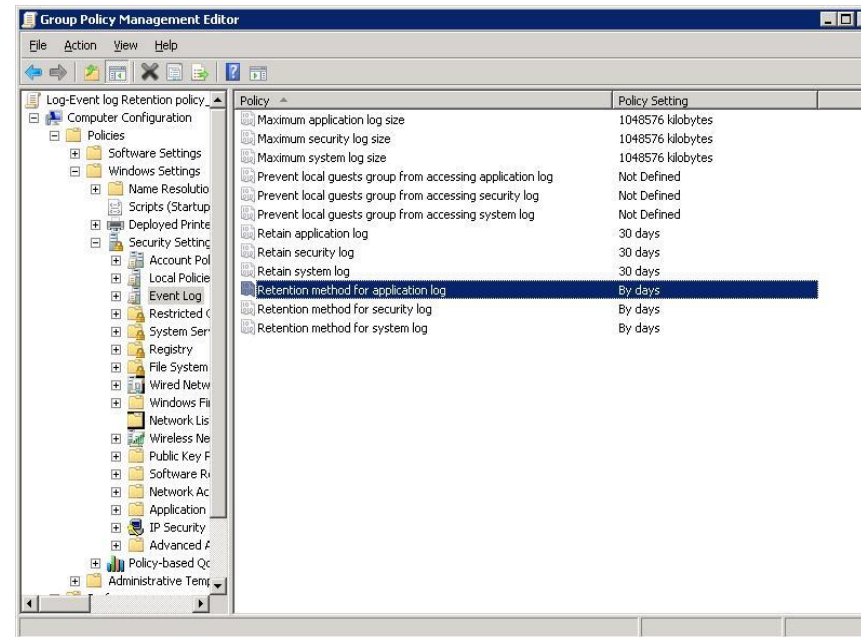 Group Policy Management Editor
File Action View Help
Log-Event log Retention policy_
Computer Configuration
Policies
Software Settings
Windows Settings
Name Resolutio
Scripts (Startup
Deployed Printe
Security Setting
Account Pol
Local Policie
Event Log
Restricted
System Ser
Registry
File System
Wired Netw
Windows Fi
Network Lis
Wireless Ne
Public Key
Software R
Network Ac
Application
IP Security
Advanced A
Policy-based Qo
Administrative Temp
Policy Policy Setting
Maximum application log size 1048576 kilobytes
Maximum security log size 1048576 kilobytes
Maximum system log size 1048576 kilobytes
Prevent local guests group from accessing application log Not Defined
Prevent local guests group from accessing security log Not Defined
Prevent local guests group from accessing system log Not Defined
Retain application log 30 days
Retain security log 30 days
Retain system log 30 days
Retention method for application log By days
Retention method for security log By days
Retention method for system log By days